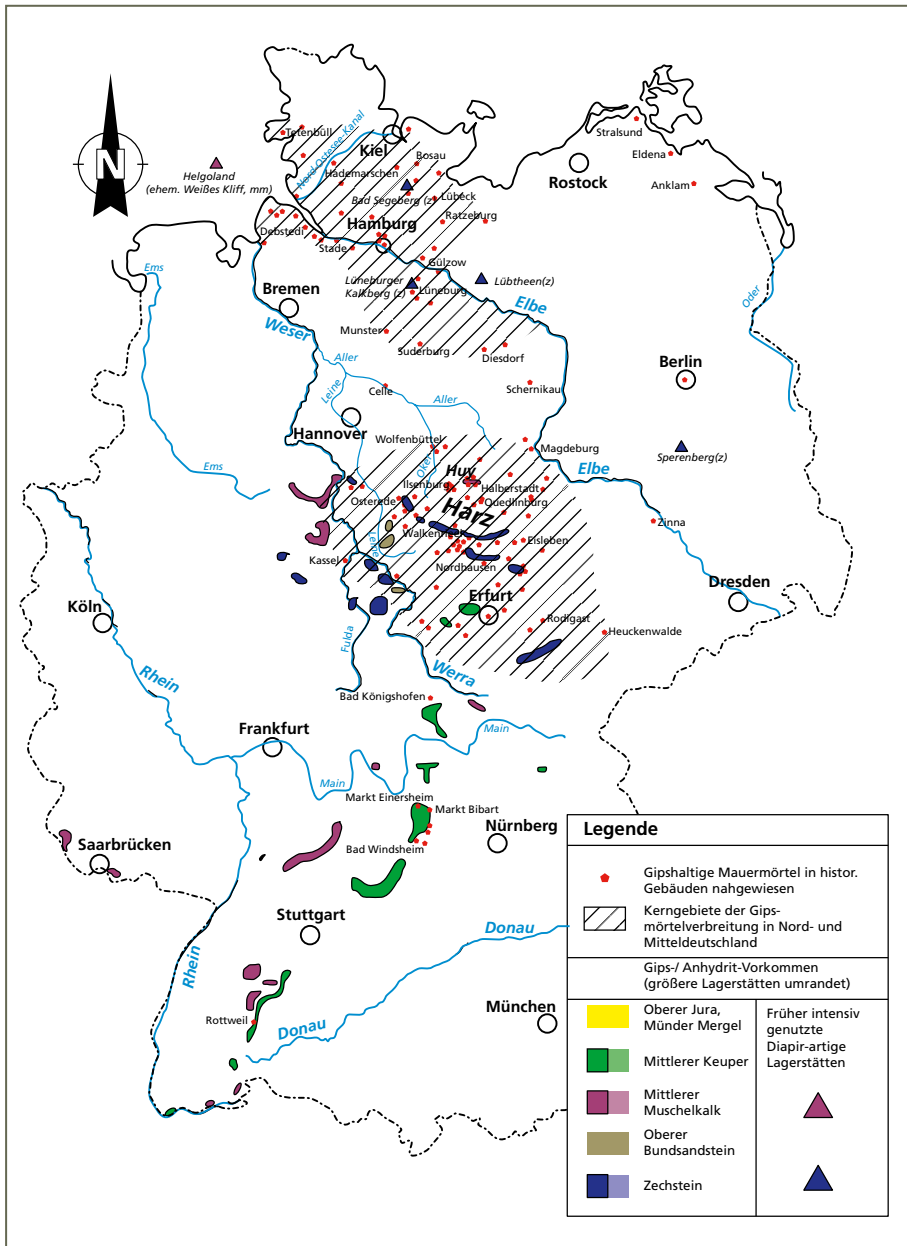 N
Tetenbüll
Nord-Ostesee-Kanal
Kiel
Stralsund
Eldena
Bosau
Rostock
Helgoland
(ehem. Weißes Kliff, mm)
Hademarschen
Anklam
Bad Segeberg (z)
Lübeck
Ratzeburg
Hamburg
Debstedt
Stade
Gülzow
Ems
Lüneburger
Kalkberg (z)
Lüneburg
Lübtheen(z)
Bremen
Elbe
Oder
Weser
Munster
Suderburg
Diesdorf
Aller
Berlin
Leine
Celle
Schernikau
Aller
Hannover
Wolfenbüttel
Magdeburg
Sperenberg(z)
Ems
Oker
Huy
Elbe
Ilsenburg
Halberstadt
Osterede
Quedlinburg
Harz
Zinna
Leine
Walkenried
Eisleben
Kassel
Nordhausen
Dresden
Köln
Erfurt
Rodigast
Heuckenwalde
Fulda
Rhein
Werra
Bad Königshofen
Frankfurt
Main
Main
Markt Einersheim
Markt Bibart
Nürnberg
Saarbrücken
Bad Windsheim
Stuttgart
Donau
Rhein
Rottweil
München
Donau
Legende
Gipshaltige Mauermörtel in histor.
Gebäuden nahgewiesen
Kerngebiete der Gips-
mörtelverbreitung in Nord- und
Mitteldeutschland
Gips-/ Anhydrit-Vorkommen
(größere Lagerstätten umrandet)
Oberer Jura,
Münder Mergel
Mittlerer Keuper
Mittlerer
Muschelkalk
Oberer
Bundsandstein
Zechstein
Früher intensiv
genutzte
Diapir-artige
Lagerstätten